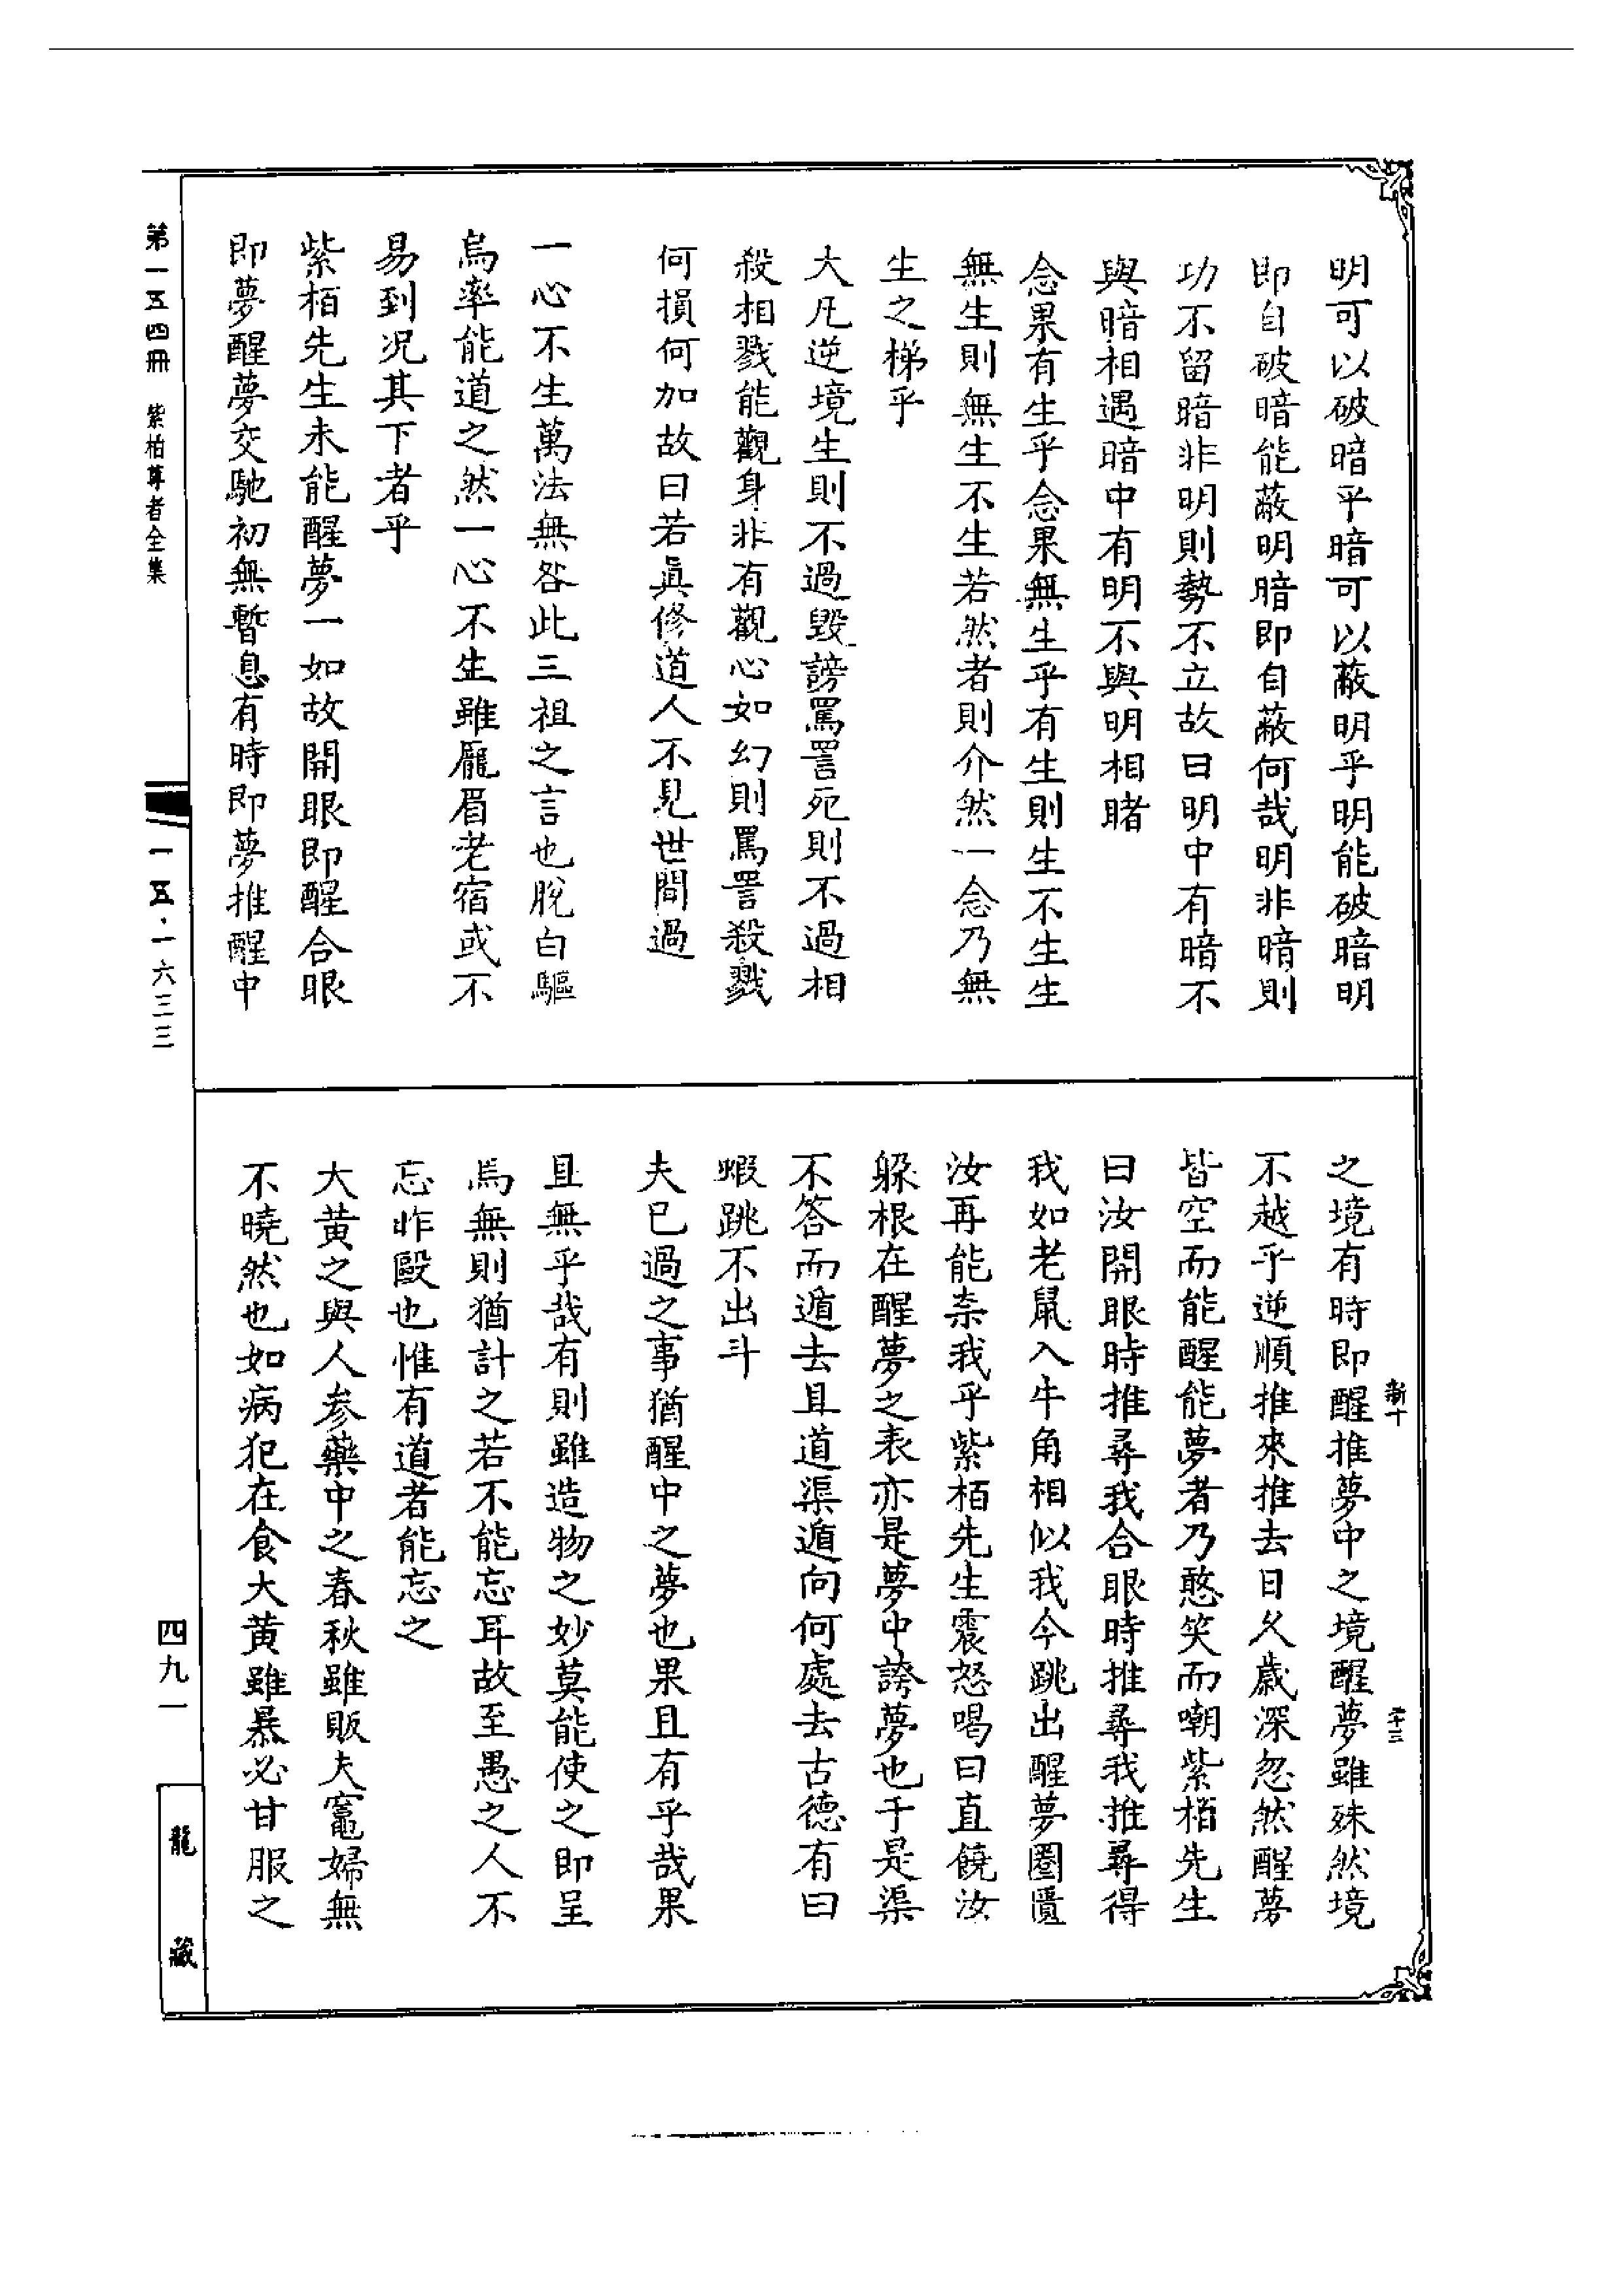 明可以破暗乎暗可以蔽明乎明能破暗明
即自破暗能蔽明暗即自蔽何哉明非暗則
功不留暗非明則勢不立故曰明中有暗不
與暗相遇暗中有明不與明相睹
念果有生乎念果無生乎有生則生不生生
無生則無生不生若然者則介然一念乃無
生之梯乎
大凡逆境生則不過毀謗罵詈死則不過相
殺相戮能觀身非有觀心如幻則罵詈殺戮
何損何加故曰若眞修道人不見世間過
一心不生萬法無咎此三祖之言也脫白驅
烏率能道之然一心不生雖龐眉老宿或不
易到况其下者乎
紫栢先生未能醒夢一如故開眼即醒合眼
即夢醒夢交馳初無暫息有時即夢推醒中
之境有時即醒推夢中之境醒夢雖殊然境
不越乎逆順推來推去日久歲深忽然醒夢
皆空而能醒能夢者乃憨笑而嘲紫栢先生
曰汝開眼時推尋我合眼時推尋我推尋得
我如老鼠入牛角相似我今跳出醒夢圈匱
汝再能柰我乎紫栢先生震怒喝曰直饒汝
躲根在醒夢之表亦是夢中誇夢也于是渠
不答而遁去且道渠遁向何處去古德有曰
蝦跳不出斗
夫已過之事猶醒中之夢也果且有乎哉果
且無乎哉有則雖造物之妙莫能使之即呈
焉無則猶計之若不能忘耳故至愚之人不
忘昨毆也惟有道者能忘之
大黄之與人参藥中之春秋雖販夫竈婦無
不曉然也如病犯在食大黄雖暴必甘服之
新十
二十三
第一五四冊 紫柏尊者全集
一五·一六三三
四九一
龍藏